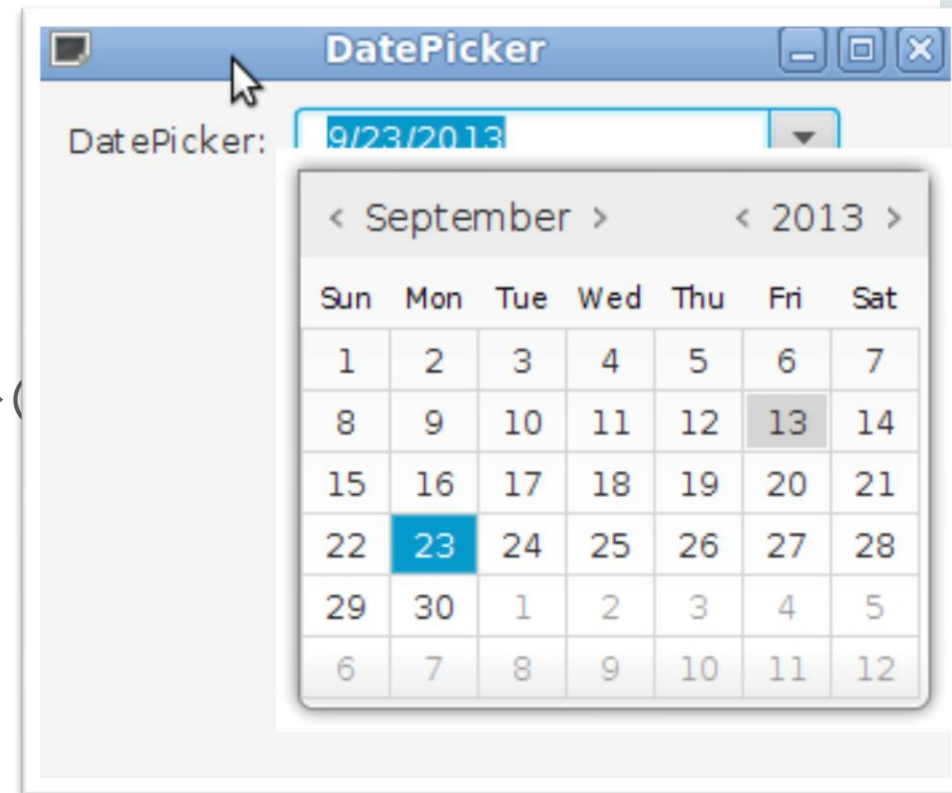 DatePicker
DatePicker: 9/23/2013
< September > < 2013 >
Sun Mon Tue Wed Thu Fri Sat
1 2 3 4 5 6 7
8 9 10 11 12 13 14
15 16 17 18 19 20 21
22 23 24 25 26 27 28
29 30 1 2 3 4 5
6 7 8 9 10 11 12